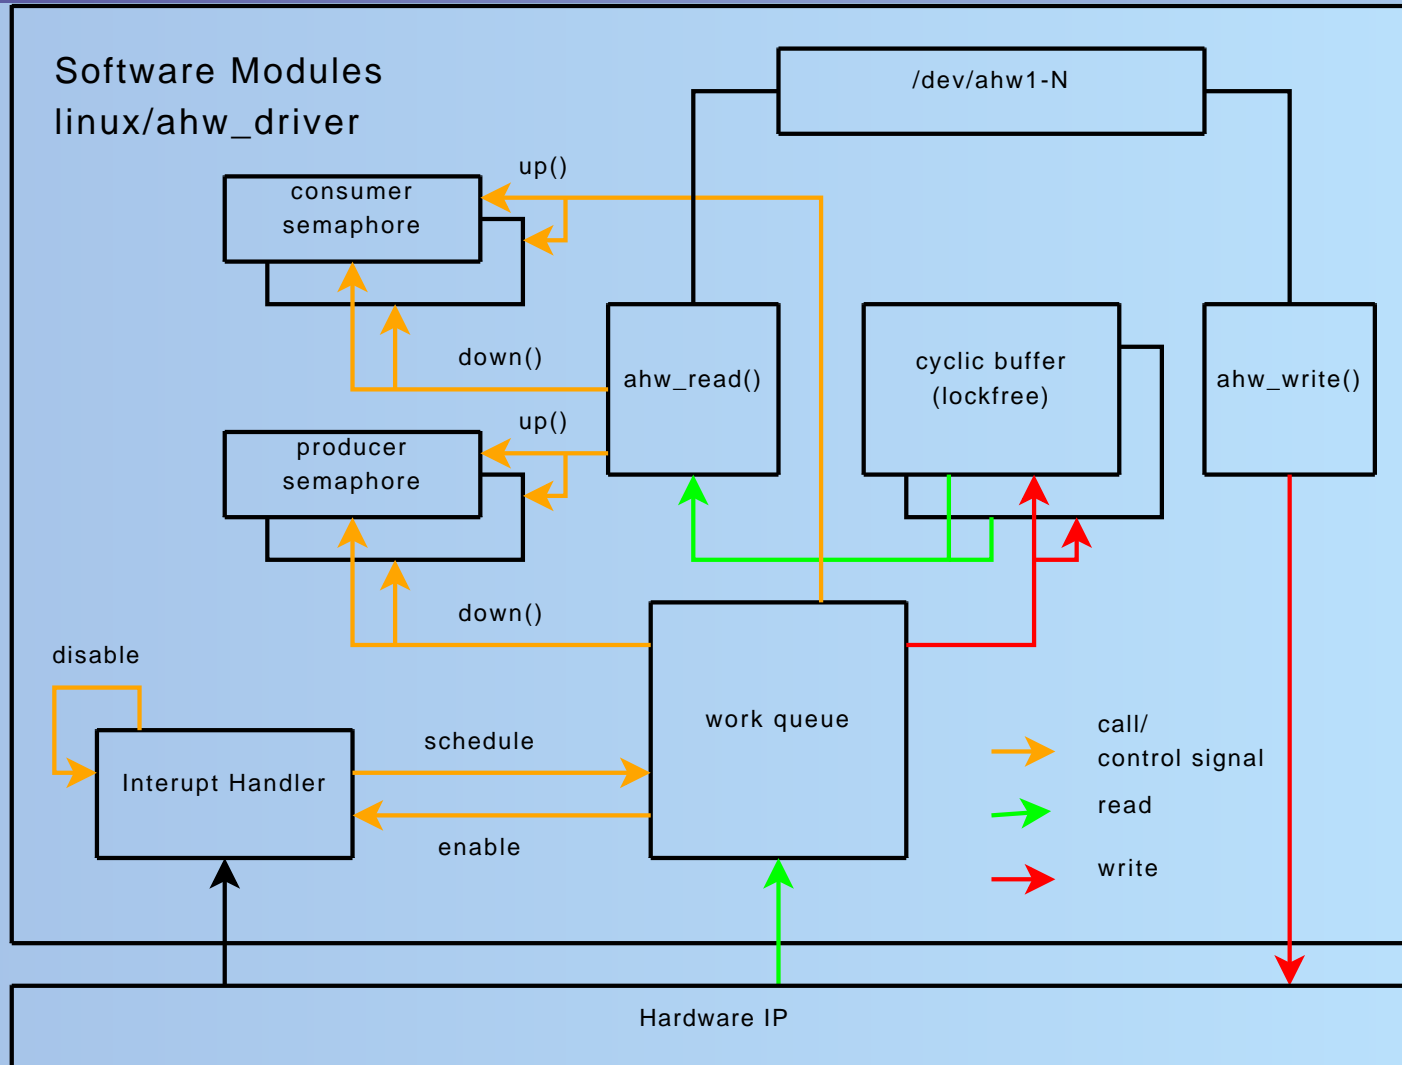 Software Modules
linux/ahw_driver
/dev/ahw1-N
up()
consumer
semaphore
down()
ahw_read()
cyclic buffer
(lockfree)
ahw_write()
up()
producer
semaphore
down()
disable
work queue
schedule
Interupt Handler
enable
call/
control signal
read
write
Hardware IP